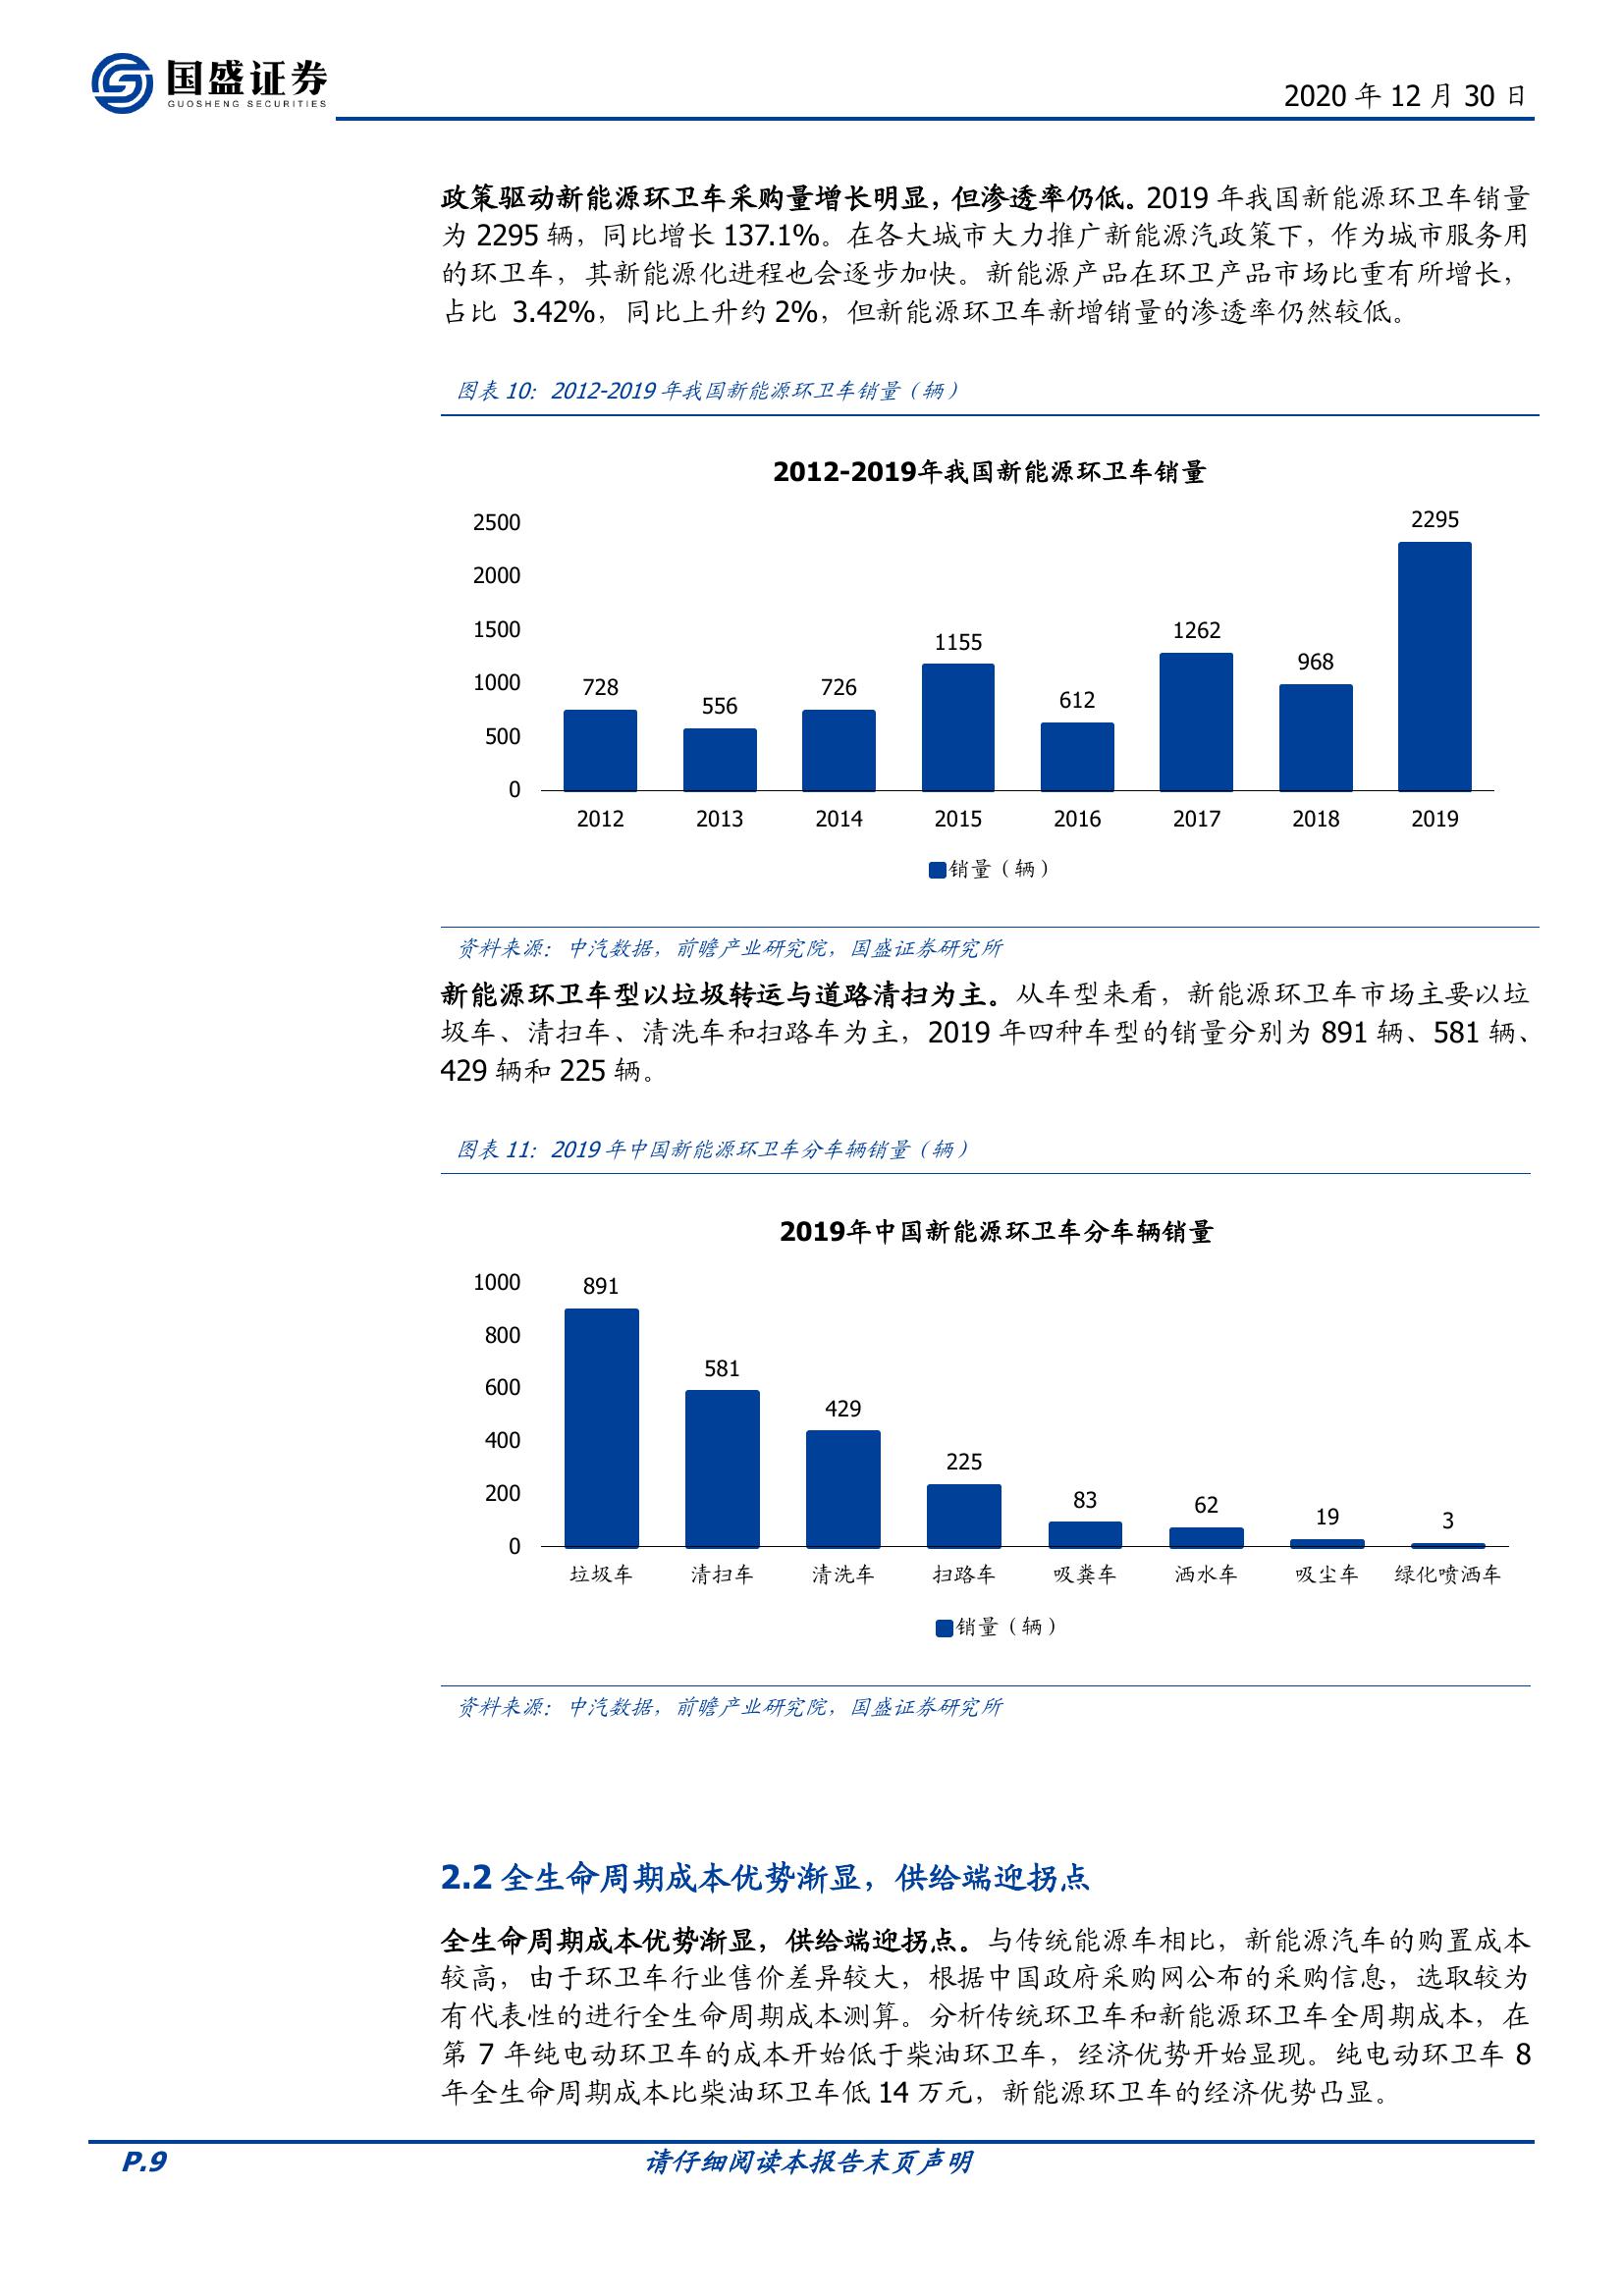 国盛证券
GUOSHENG SECURITIES
2020 年 12 月 30 日
政策驱动新能源环卫车采购量增长明显，但渗透率仍低。2019 年我国新能源环卫车销量
为 2295 辆，同比增长 137.1%。在各大城市大力推广新能源汽政策下，作为城市服务用
的环卫车，其新能源化进程也会逐步加快。新能源产品在环卫产品市场比重有所增长，
占比 3.42%，同比上升约 2%，但新能源环卫车新增销量的渗透率仍然较低。
图表 10：2012-2019 年我国新能源环卫车销量（辆）
2012-2019年我国新能源环卫车销量
2500
2000
1500
1000
500
0
728
556
726
1155
612
1262
968
2295
2012 2013 2014 2015 2016 2017 2018 2019
销量（辆）
资料来源：中汽数据，前瞻产业研究院，国盛证券研究所
新能源环卫车型以垃圾转运与道路清扫为主。从车型来看，新能源环卫车市场主要以垃
圾车、清扫车、清洗车和扫路车为主，2019 年四种车型的销量分别为 891 辆、581 辆、
429 辆和 225 辆。
图表 11：2019 年中国新能源环卫车分车辆销量（辆）
2019年中国新能源环卫车分车辆销量
1000
800
600
400
200
0
891
581
429
225
83
62
19
3
垃圾车 清扫车 清洗车 扫路车 吸粪车 洒水车 吸尘车 绿化喷洒车
销量（辆）
资料来源：中汽数据，前瞻产业研究院，国盛证券研究所
2.2 全生命周期成本优势渐显，供给端迎拐点
全生命周期成本优势渐显，供给端迎拐点。与传统能源车相比，新能源汽车的购置成本
较高，由于环卫车行业售价差异较大，根据中国政府采购网公布的采购信息，选取较为
有代表性的进行全生命周期成本测算。分析传统环卫车和新能源环卫车全周期成本，在
第 7 年纯电动环卫车的成本开始低于柴油环卫车，经济优势开始显现。纯电动环卫车 8
年全生命周期成本比柴油环卫车低 14 万元，新能源环卫车的经济优势凸显。
P.9
请仔细阅读本报告末页声明